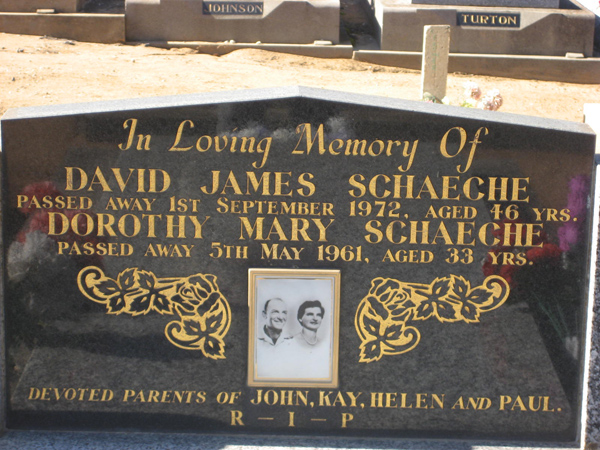 JOHNSON
TURTON
In Loving Memory Of
DAVID JAMES SCHAECHE
PASSED AWAY 1ST SEPTEMBER 1972, AGED 46 YRS.
DOROTHY MARY SCHAECHE
PASSED AWAY 5TH MAY 1961, AGED 33 YRS.
DEVOTED PARENTS OF JOHN, KAY, HELEN AND PAUL.
R — I — P